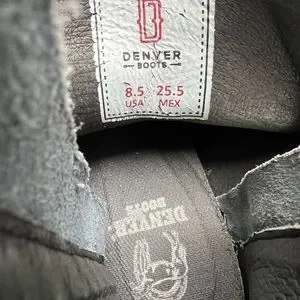 D
DENVER
BOOTS
8.5 25.5
USA MEX
DENVER
BOOTS